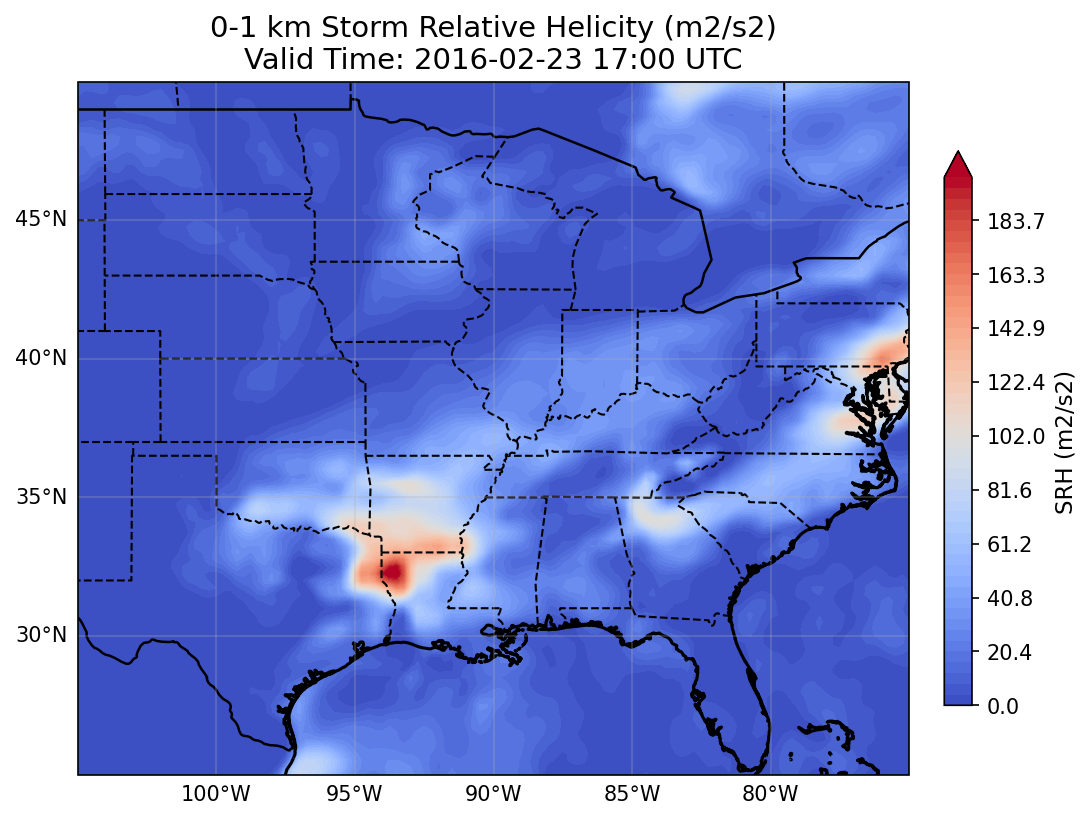 0-1 km Storm Relative Helicity (m2/s2)
Valid Time: 2016-02-23 17:00 UTC
45°N
40°N
35°N
30°N
100°W
95°W
90°W
85°W
80°W
183.7
163.3
142.9
122.4
102.0
81.6
61.2
40.8
20.4
0.0
SRH (m2/s2)